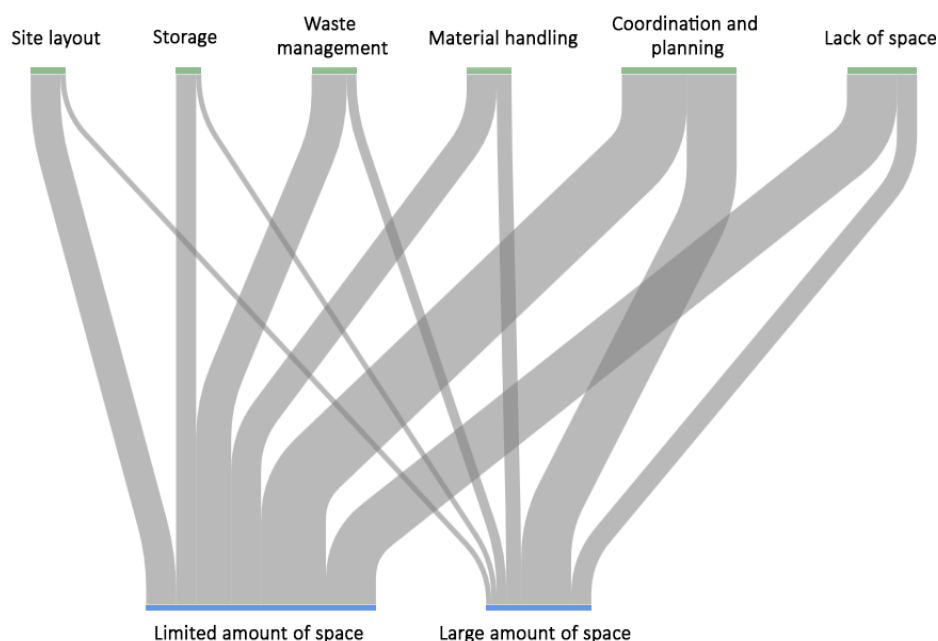 Site layout
Storage
Waste
management
Material handling
Coordination and
planning
Lack of space
Limited amount of space
Large amount of space